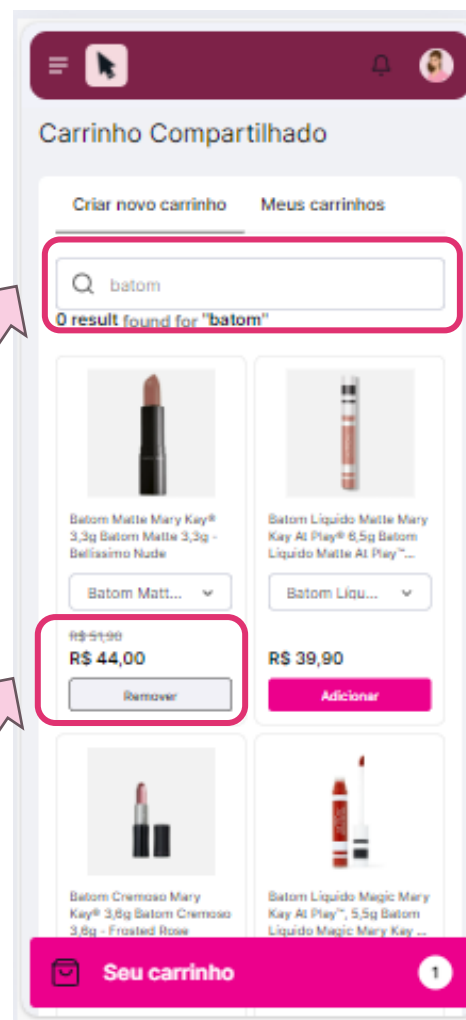 Carrinho Compartilhado
Criar novo carrinho
Meus carrinhos
batom
0 result found for "batom"
Batom Matte Mary Kay®
3,3g Batom Matte 3,3g -
Bellissimo Nude
Batom Matt...
R$ 51,90
R$ 44,00
Remover
Batom Líquido Matte Mary
Kay At Play® 6,5g Batom
Líquido Matte At Play™...
Batom Líqu...
R$ 39,90
Adicionar
Batom Cremoso Mary
Kay® 3,6g Batom Cremoso
3,6g - Frosted Rose
Batom Líquido Magic Mary
Kay At Play™, 5,5g Batom
Líquido Magic Mary Kay ...
Seu carrinho
1